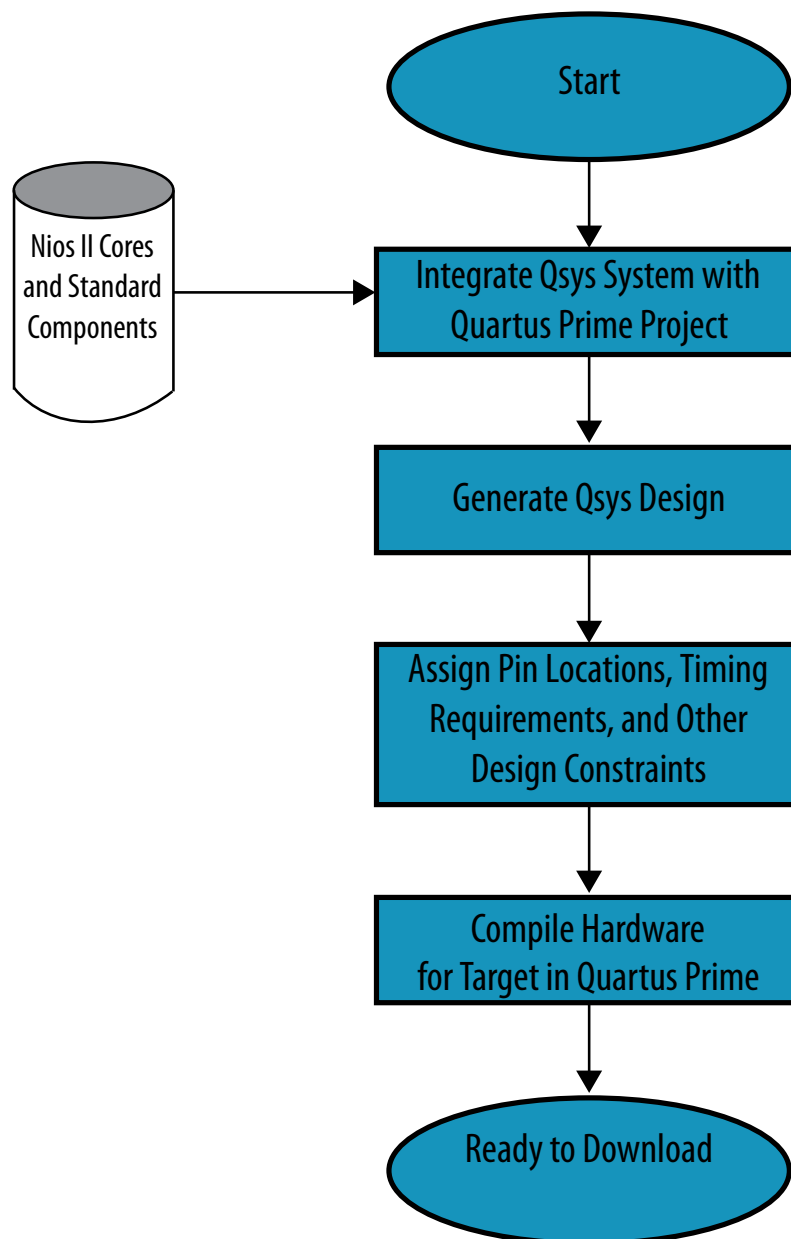 Start
Nios II Cores
and Standard
Components
Integrate Qsys System with
Quartus Prime Project
Generate Qsys Design
Assign Pin Locations, Timing
Requirements, and Other
Design Constraints
Compile Hardware
for Target in Quartus Prime
Ready to Download